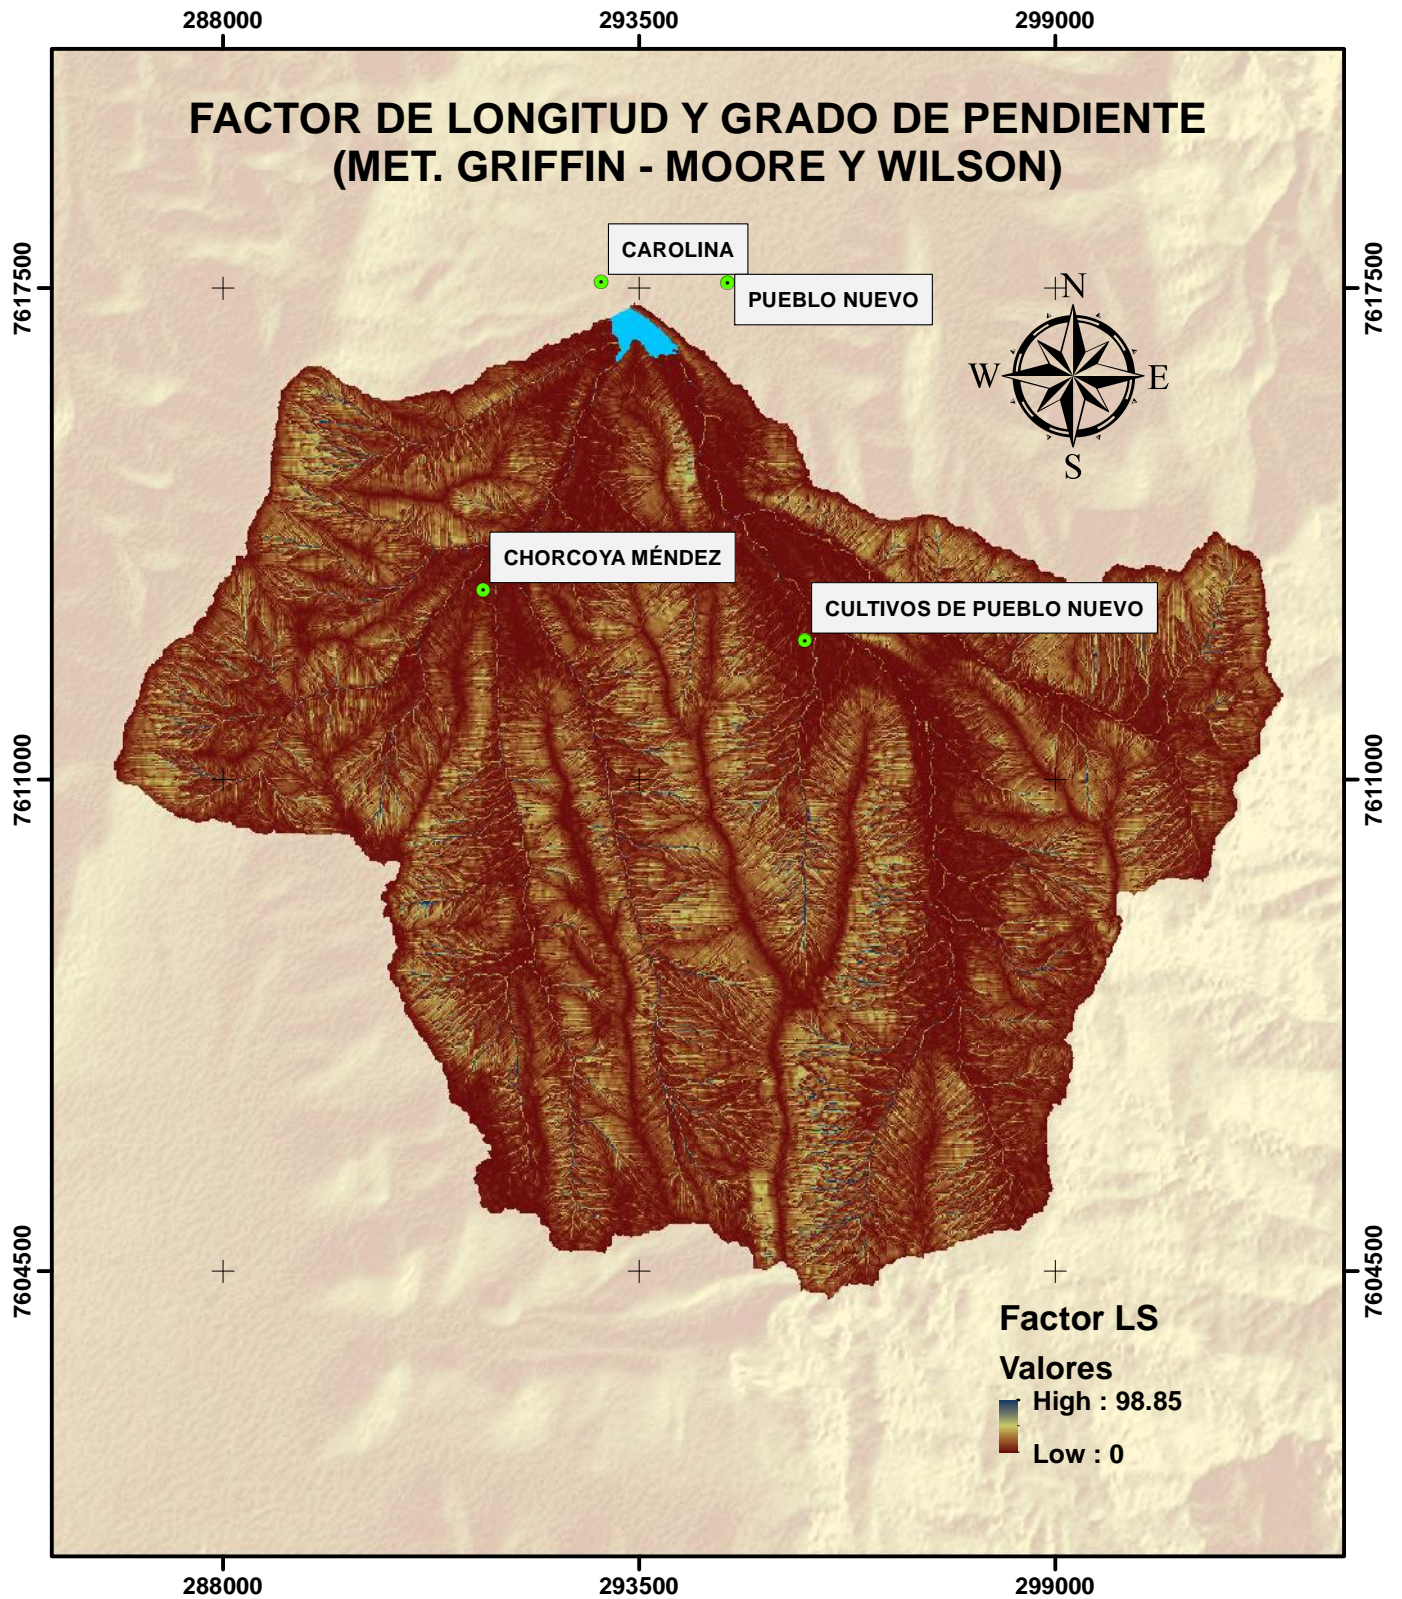 288000
293500
299000
FACTOR DE LONGITUD Y GRADO DE PENDIENTE
(MET. GRIFFIN - MOORE Y WILSON)
CAROLINA
7617500
7617500
N
PUEBLO NUEVO
W
E
S
CHORCOYA MÉNDEZ
CULTIVOS DE PUEBLO NUEVO
7611000
7611000
7604500
7604500
Factor LS
Valores
High : 98.85
Low : 0
288000
293500
299000